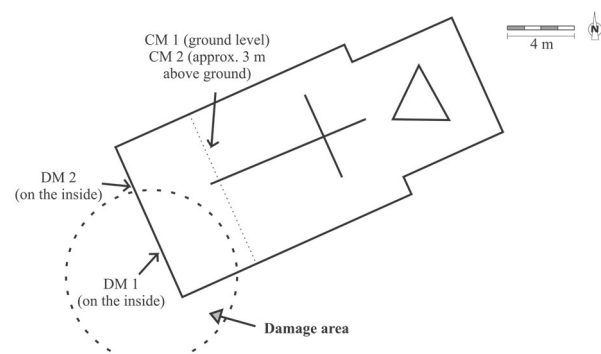 CM 1 (ground level)
CM 2 (approx. 3 m
above ground)
4 m
N
DM 2
(on the inside)
DM 1
(on the inside)
Damage area